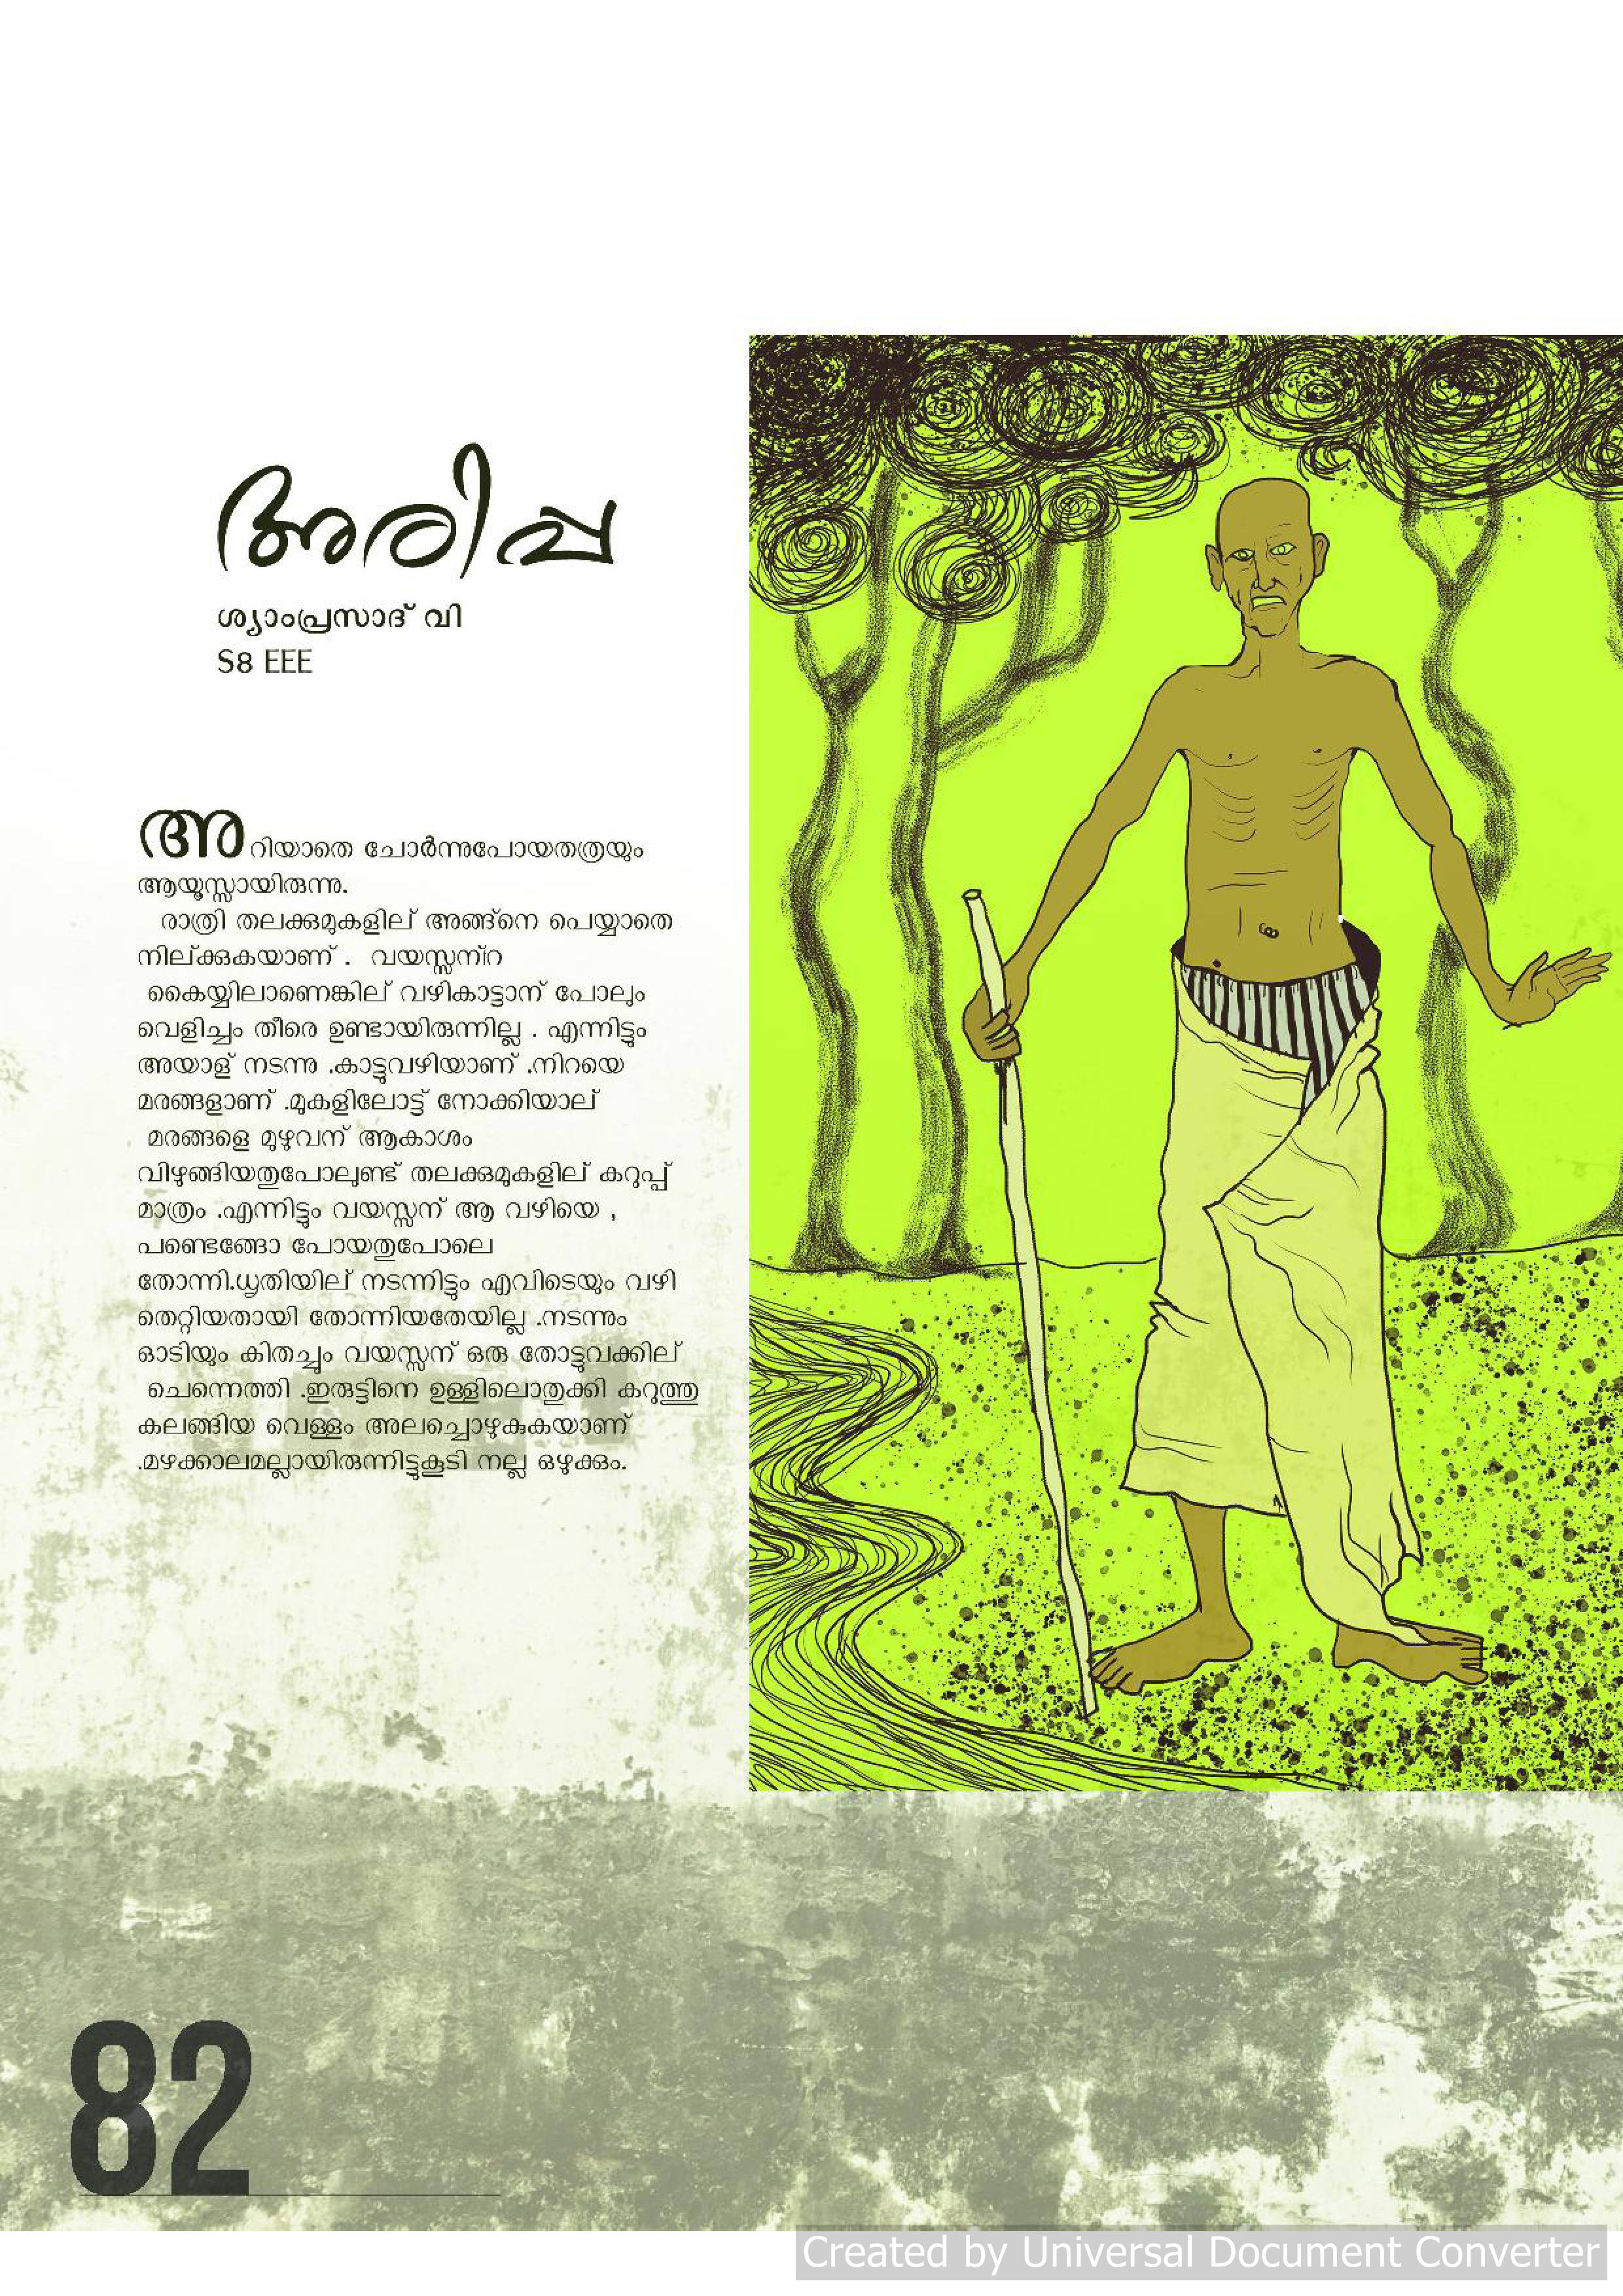 അരിപ്പ
ശ്യാംപ്രസാദ് വി
S8 EEE
അറിയാതെ ചോർന്നുപോയതത്രയും
ആയൂസ്സായിരുന്നു.
രാത്രി തലക്കുമുകളില് അങ്ങ്നെ പെയ്യാതെ
നില്ക്കുകയാണ് . വയസ്സന്റ
കൈയ്യിലാണെങ്കില് വഴികാട്ടാന് പോലും
വെളിച്ചം തീരെ ഉണ്ടായിരുന്നില്ല . എന്നിട്ടും
അയാള് നടന്നു .കാട്ടുവഴിയാണ് .നിറയെ
മരങ്ങളാണ് .മുകളിലോട്ട് നോക്കിയാല്
മരങ്ങളെ മുഴുവന് ആകാശം
വിഴുങ്ങിയതുപോലുണ്ട് തലക്കുമുകളില് കറുപ്പ്
മാത്രം .എന്നിട്ടും വയസ്സന് ആ വഴിയെ ,
പണ്ടെങ്ങോ പോയതുപോലെ
തോന്നി.ധൃതിയില് നടന്നിട്ടും എവിടെയും വഴി
തെറ്റിയതായി തോന്നിയതേയില്ല .നടന്നും
ഓടിയും കിതച്ചും വയസ്സന് ഒരു തോട്ടുവക്കില്
ചെന്നെത്തി .ഇരുട്ടിനെ ഉള്ളിലൊതുക്കി കറുത്തു
കലങ്ങിയ വെള്ളം അലച്ചൊഴുകുകയാണ്
.മഴക്കാലമല്ലായിരുന്നിട്ടുകൂടി നല്ല ഒഴുക്കും.
82
Created by Universal Document Converter